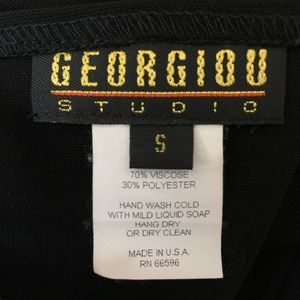 GEORGIOU
STUDIO
S
70% VISCOSE
30% POLYESTER
HAND WASH COLD
WITH MILD LIQUID SOAP
HANG DRY
OR DRY CLEAN
MADE IN U.S.A.
RN 66596